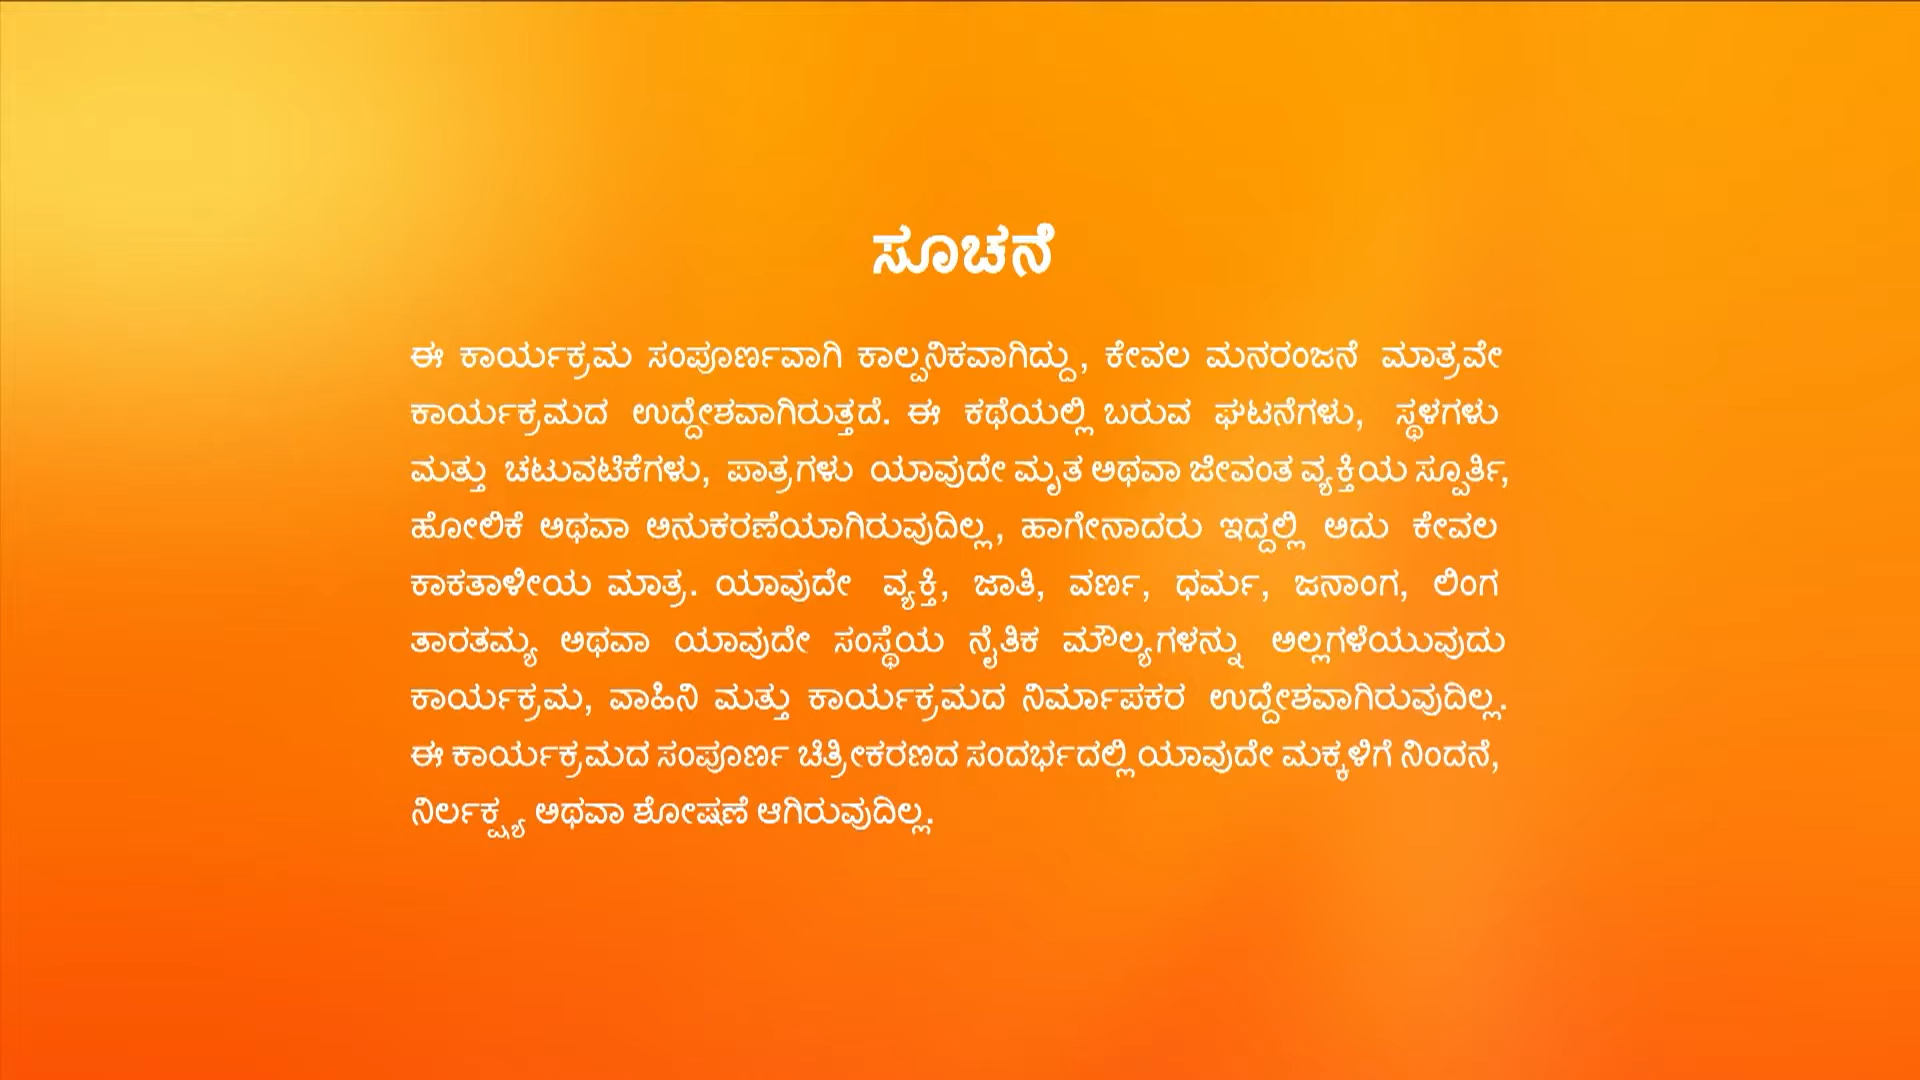 ಸೂಚನೆ
ಈ ಕಾರ್ಯಕ್ರಮ ಸಂಪೂರ್ಣವಾಗಿ ಕಾಲ್ಪನಿಕವಾಗಿದ್ದು, ಕೇವಲ ಮನರಂಜನೆ ಮಾತ್ರವೇ
ಕಾರ್ಯಕ್ರಮದ ಉದ್ದೇಶವಾಗಿರುತ್ತದೆ. ಈ ಕಥೆಯಲ್ಲಿ ಬರುವ ಘಟನೆಗಳು, ಸ್ಥಳಗಳು
ಮತ್ತು ಚಟುವಟಿಕೆಗಳು, ಪಾತ್ರಗಳು ಯಾವುದೇ ಮೃತ ಅಥವಾ ಜೀವಂತ ವ್ಯಕ್ತಿಯ ಸ್ಪೂರ್ತಿ,
ಹೋಲಿಕೆ ಅಥವಾ ಅನುಕರಣೆಯಾಗಿರುವುದಿಲ್ಲ, ಹಾಗೇನಾದರು ಇದ್ದಲ್ಲಿ ಅದು ಕೇವಲ
ಕಾಕತಾಳೀಯ ಮಾತ್ರ. ಯಾವುದೇ ವ್ಯಕ್ತಿ, ಜಾತಿ, ವರ್ಣ, ಧರ್ಮ, ಜನಾಂಗ, ಲಿಂಗ
ತಾರತಮ್ಯ ಅಥವಾ ಯಾವುದೇ ಸಂಸ್ಥೆಯ ನೈತಿಕ ಮೌಲ್ಯಗಳನ್ನು ಅಲ್ಲಗಳೆಯುವುದು
ಕಾರ್ಯಕ್ರಮ, ವಾಹಿನಿ ಮತ್ತು ಕಾರ್ಯಕ್ರಮದ ನಿರ್ಮಾಪಕರ ಉದ್ದೇಶವಾಗಿರುವುದಿಲ್ಲ.
ಈ ಕಾರ್ಯಕ್ರಮದ ಸಂಪೂರ್ಣ ಚಿತ್ರೀಕರಣದ ಸಂದರ್ಭದಲ್ಲಿ ಯಾವುದೇ ಮಕ್ಕಳಿಗೆ ನಿಂದನೆ,
ನಿರ್ಲಕ್ಷ್ಯ ಅಥವಾ ಶೋಷಣೆ ಆಗಿರುವುದಿಲ್ಲ.